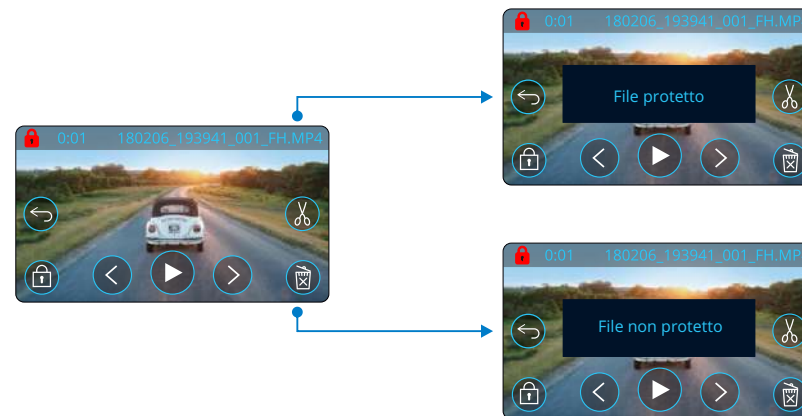 0:01 180206_193941_001_FH.MP4
0:01 180206_193941_001_FH.MP
File protetto
0:01 180206_193941_001_FH.MP
File non protetto